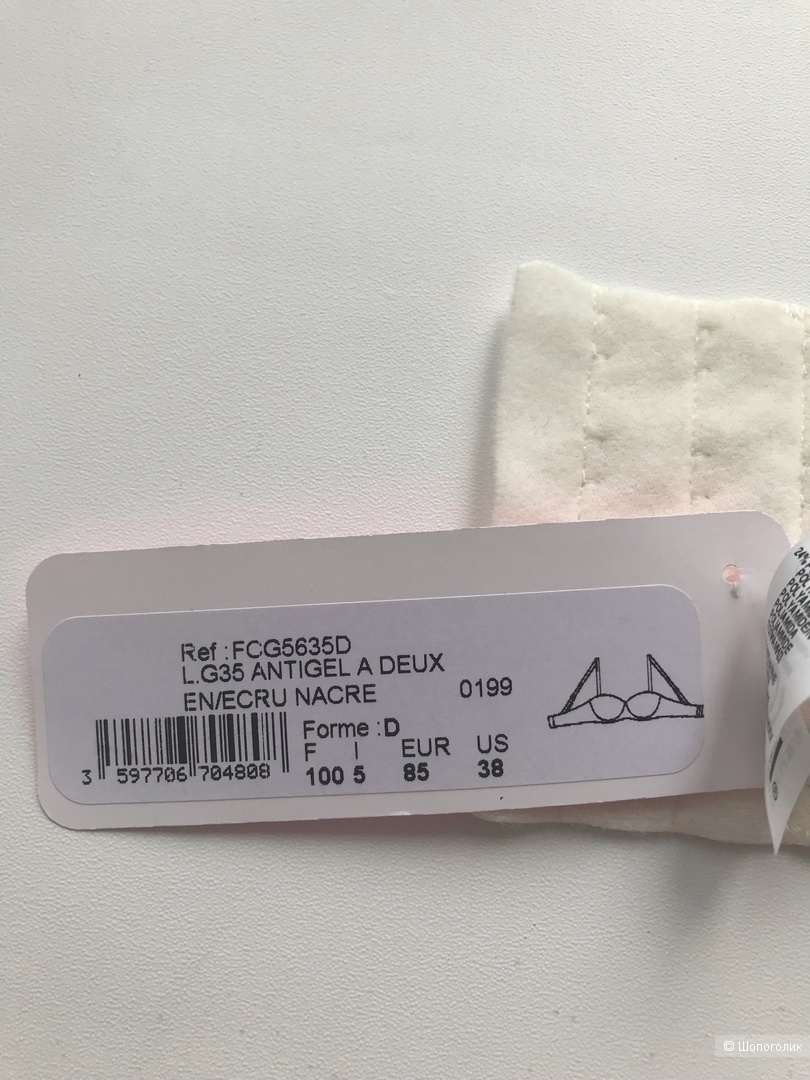 Ref :FCG5635D
L.G35 ANTIGEL A DEUX
EN/ECRU NACRE 0199
Forme :D
F I EUR US
100 5 85 38
3 597706 704808
© Шопоголик